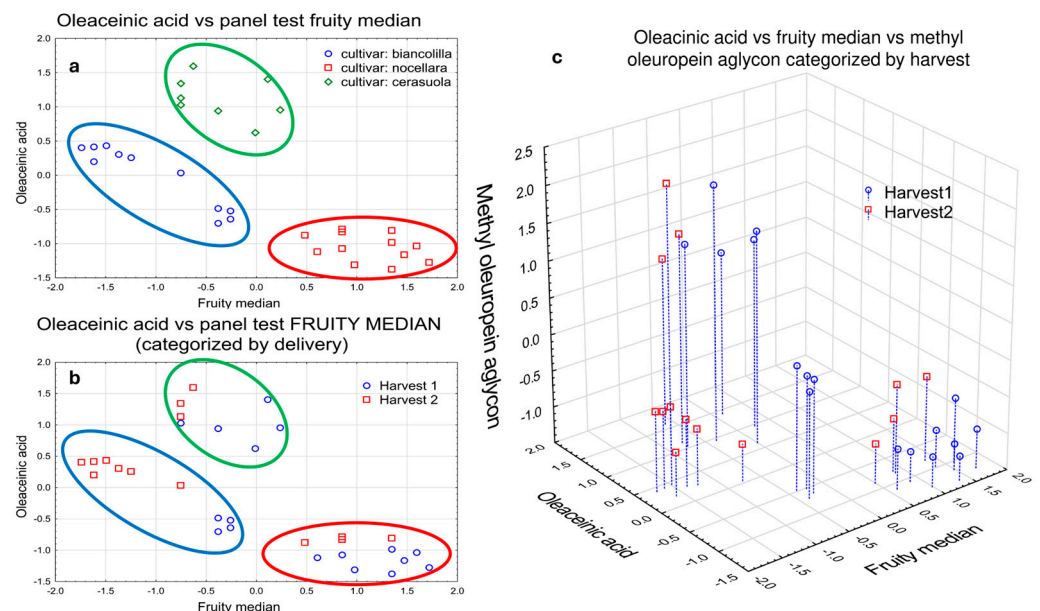 Oleaceinic acid vs panel test fruity median
a
cultivar: biancolilla
cultivar: nocellara
cultivar: cerasuola
Oleaceinic acid
2.0
1.5
1.0
0.5
0.0
-0.5
-1.0
-1.5
-2.0 -1.5 -1.0 -0.5 0.0 0.5 1.0 1.5 2.0
Fruity median
Oleaceinic acid vs panel test FRUITY MEDIAN
(categorized by delivery)
b
Harvest 1
Harvest 2
Oleaceinic acid
2.0
1.5
1.0
0.5
0.0
-0.5
-1.0
-1.5
-2.0 -1.5 -1.0 -0.5 0.0 0.5 1.0 1.5 2.0
Fruity median
c
Oleacinic acid vs fruity median vs methyl
oleuropein aglycon categorized by harvest
Harvest1
Harvest2
Methyl oleuropein aglycon
2.5
2.0
1.5
1.0
0.5
0.0
-0.5
-1.0
2.0
1.5
1.0
0.5
0.0
-0.5
-1.0
-1.5
Oleaceinic acid
-2.0
-1.5
-1.0
-0.5
0.0
0.5
1.0
1.5
2.0
Fruity median